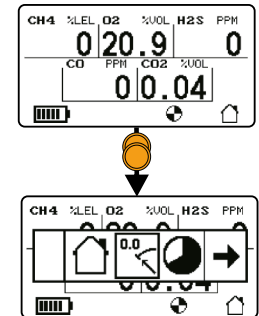 CH4 %LEL O2 %VOL H2S PPM
0 20.9 0
CO PPM CO2 %VOL
0 0.04
CH4 %LEL O2 %VOL H2S PPM
0.0